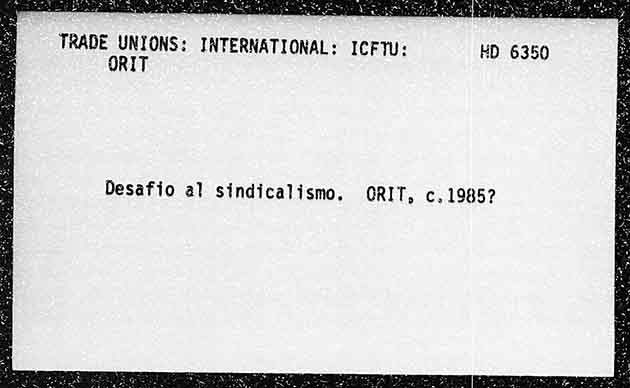 TRADE UNIONS: INTERNATIONAL: ICFTU: HD 6350
ORIT
Desafio al sindicalismo. ORIT, c.1985?